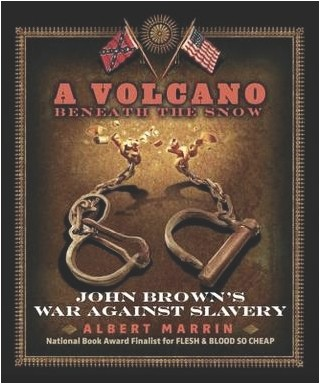 A VOLCANO
BENEATH THE SNOW
JOHN BROWN'S
WAR AGAINST SLAVERY
ALBERT MARRIN
National Book Award Finalist for FLESH & BLOOD SO CHEAP